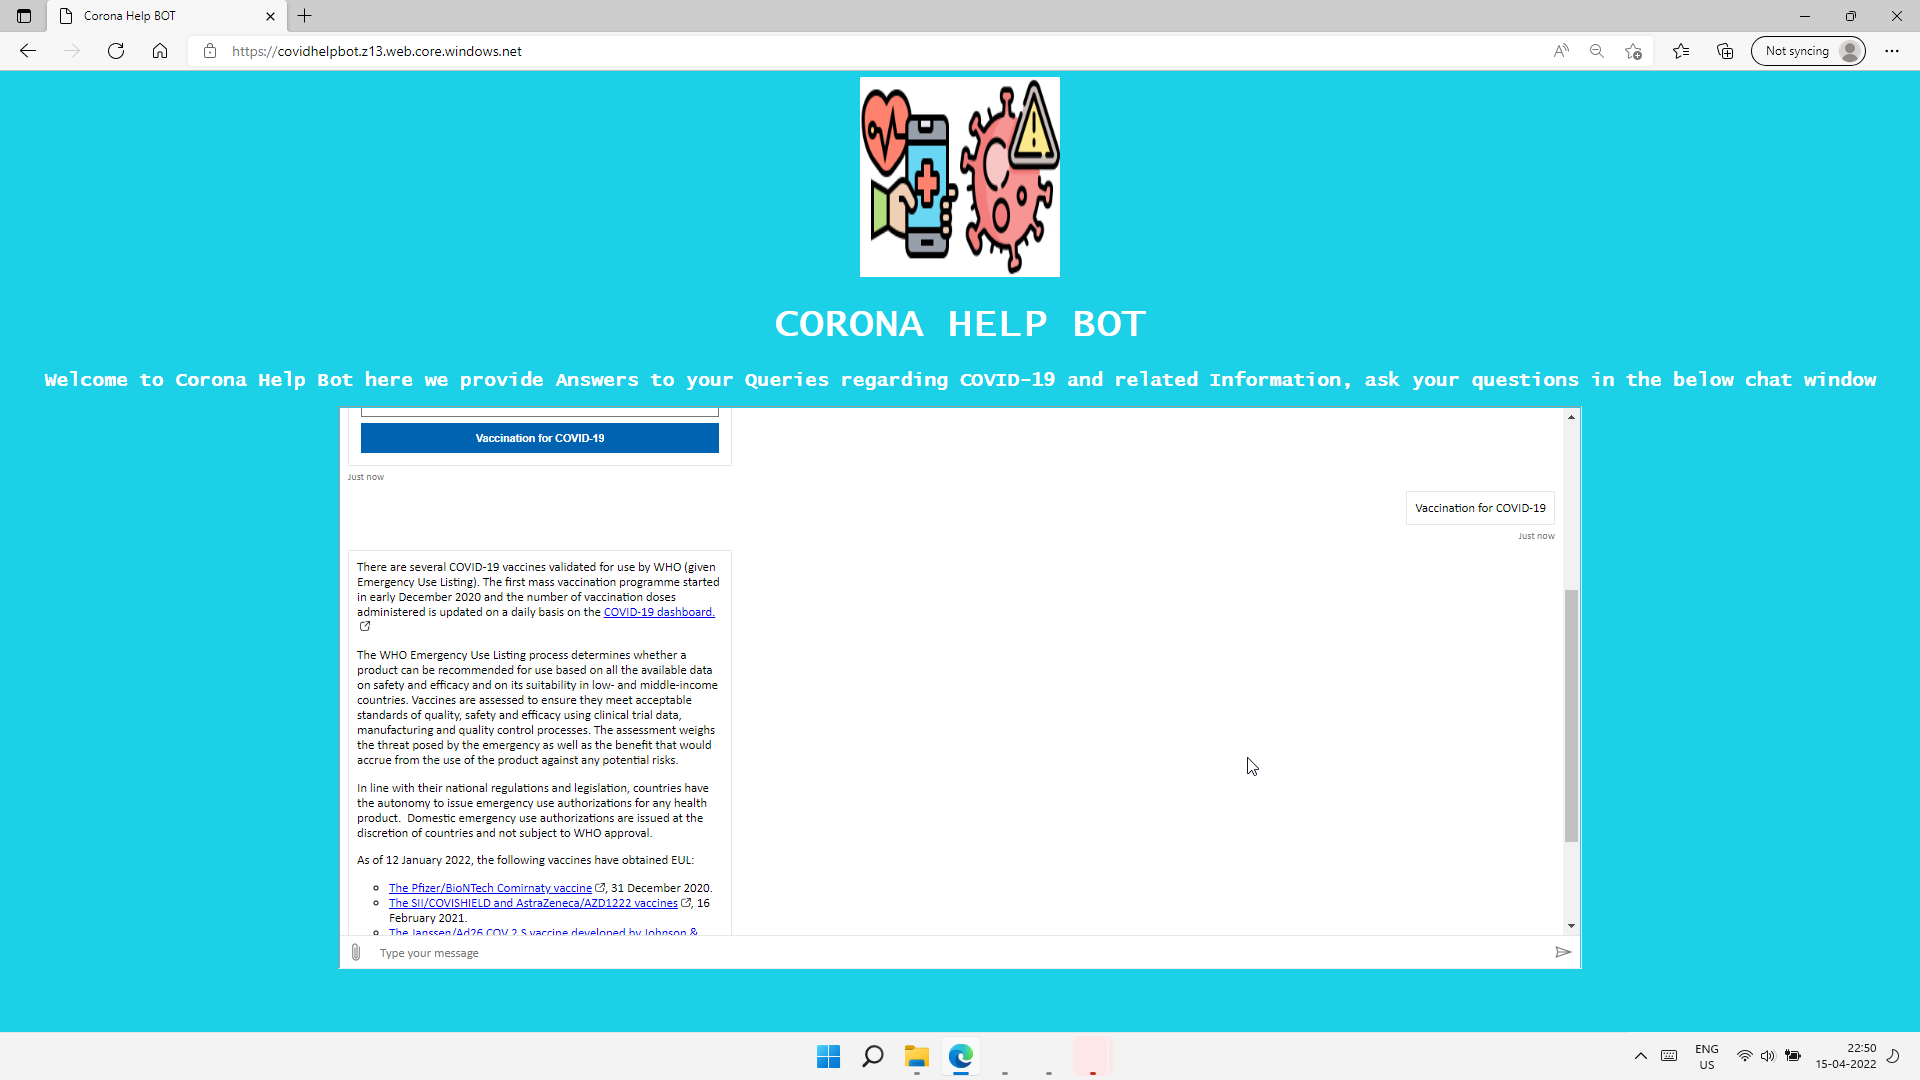 Corona Help BOT
https://covidhelpbot.z13.web.core.windows.net
Not syncing
CORONA HELP BOT
Welcome to Corona Help Bot here we provide Answers to your Queries regarding COVID-19 and related Information, ask your questions in the below chat window
Vaccination for COVID-19
Just now
Vaccination for COVID-19
Just now
There are several COVID-19 vaccines validated for use by WHO (given
Emergency Use Listing). The first mass vaccination programme started
in early December 2020 and the number of vaccination doses
administered is updated on a daily basis on the COVID-19 dashboard.
The WHO Emergency Use Listing process determines whether a
product can be recommended for use based on all the available data
on safety and efficacy and on its suitability in low- and middle-income
countries. Vaccines are assessed to ensure they meet acceptable
standards of quality, safety and efficacy using clinical trial data,
manufacturing and quality control processes. The assessment weighs
the threat posed by the emergency as well as the benefit that would
accrue from the use of the product against any potential risks.
In line with their national regulations and legislation, countries have
the autonomy to issue emergency use authorizations for any health
product.  Domestic emergency use authorizations are issued at the
discretion of countries and not subject to WHO approval.
As of 12 January 2022, the following vaccines have obtained EUL:
The Pfizer/BioNTech Comirnaty vaccine, 31 December 2020.
The SII/COVISHIELD and AstraZeneca/AZD1222 vaccines, 16
February 2021.
The Janssen/Ad26.COV 2.S vaccine developed by Johnson &
Type your message
ENG
US
22:50
15-04-2022